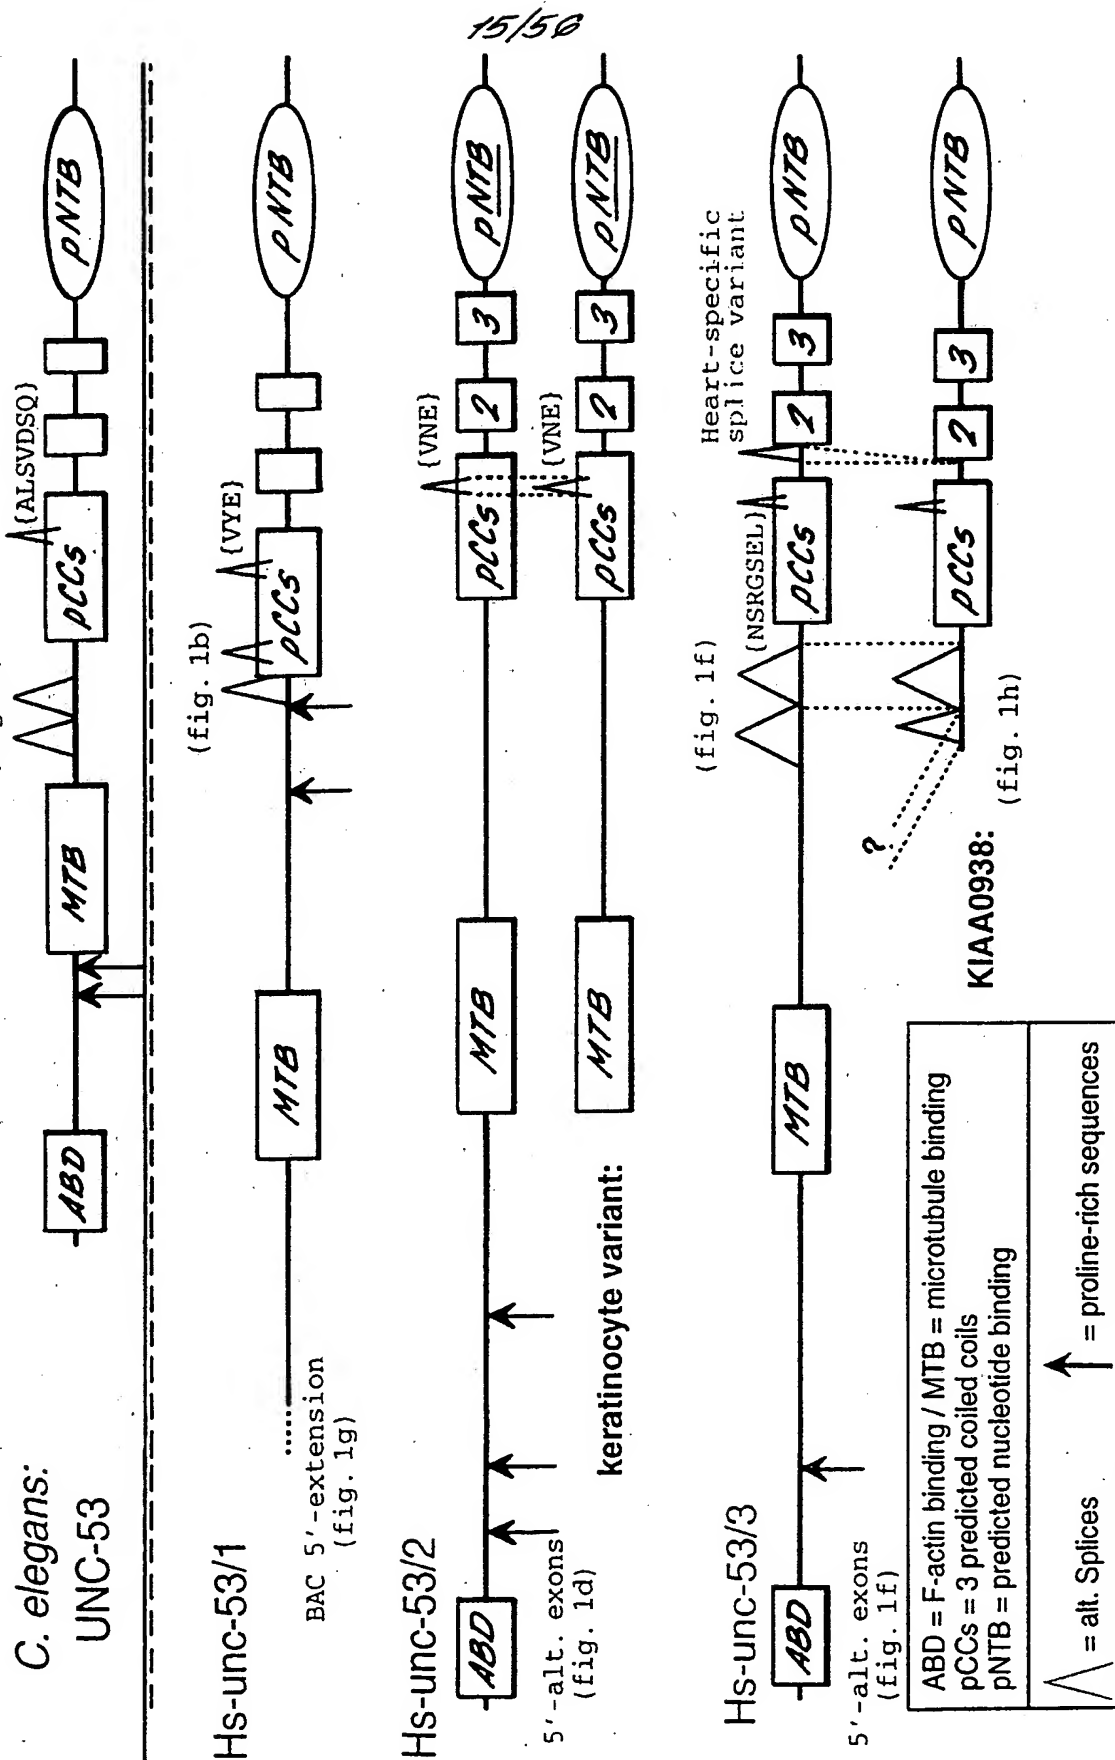 15/56
C. elegans:
UNC-53
ABD
MTB
pCCs
{ALSVDSQ}
pNTB
Hs-unc-53/1
BAC 5'-extension
(fig. 1g)
MTB
(fig. 1b)
pCCs
{VYE}
pNTB
Hs-unc-53/2
ABD
5'-alt. exons
(fig. 1d)
MTB
pCCs
{VNE}
2
3
pNTB
keratinocyte variant:
MTB
pCCs
{VNE}
2
3
pNTB
Hs-unc-53/3
ABD
5'-alt. exons
(fig. 1f)
MTB
(fig. 1f)
{NSRGSEL}
pCCs
Heart-specific
splice variant
2
3
pNTB
KIAA0938:
?
(fig. 1h)
pCCs
2
3
pNTB
ABD = F-actin binding / MTB = microtubule binding
pCCs = 3 predicted coiled coils
pNTB = predicted nucleotide binding
= alt. Splices
= proline-rich sequences